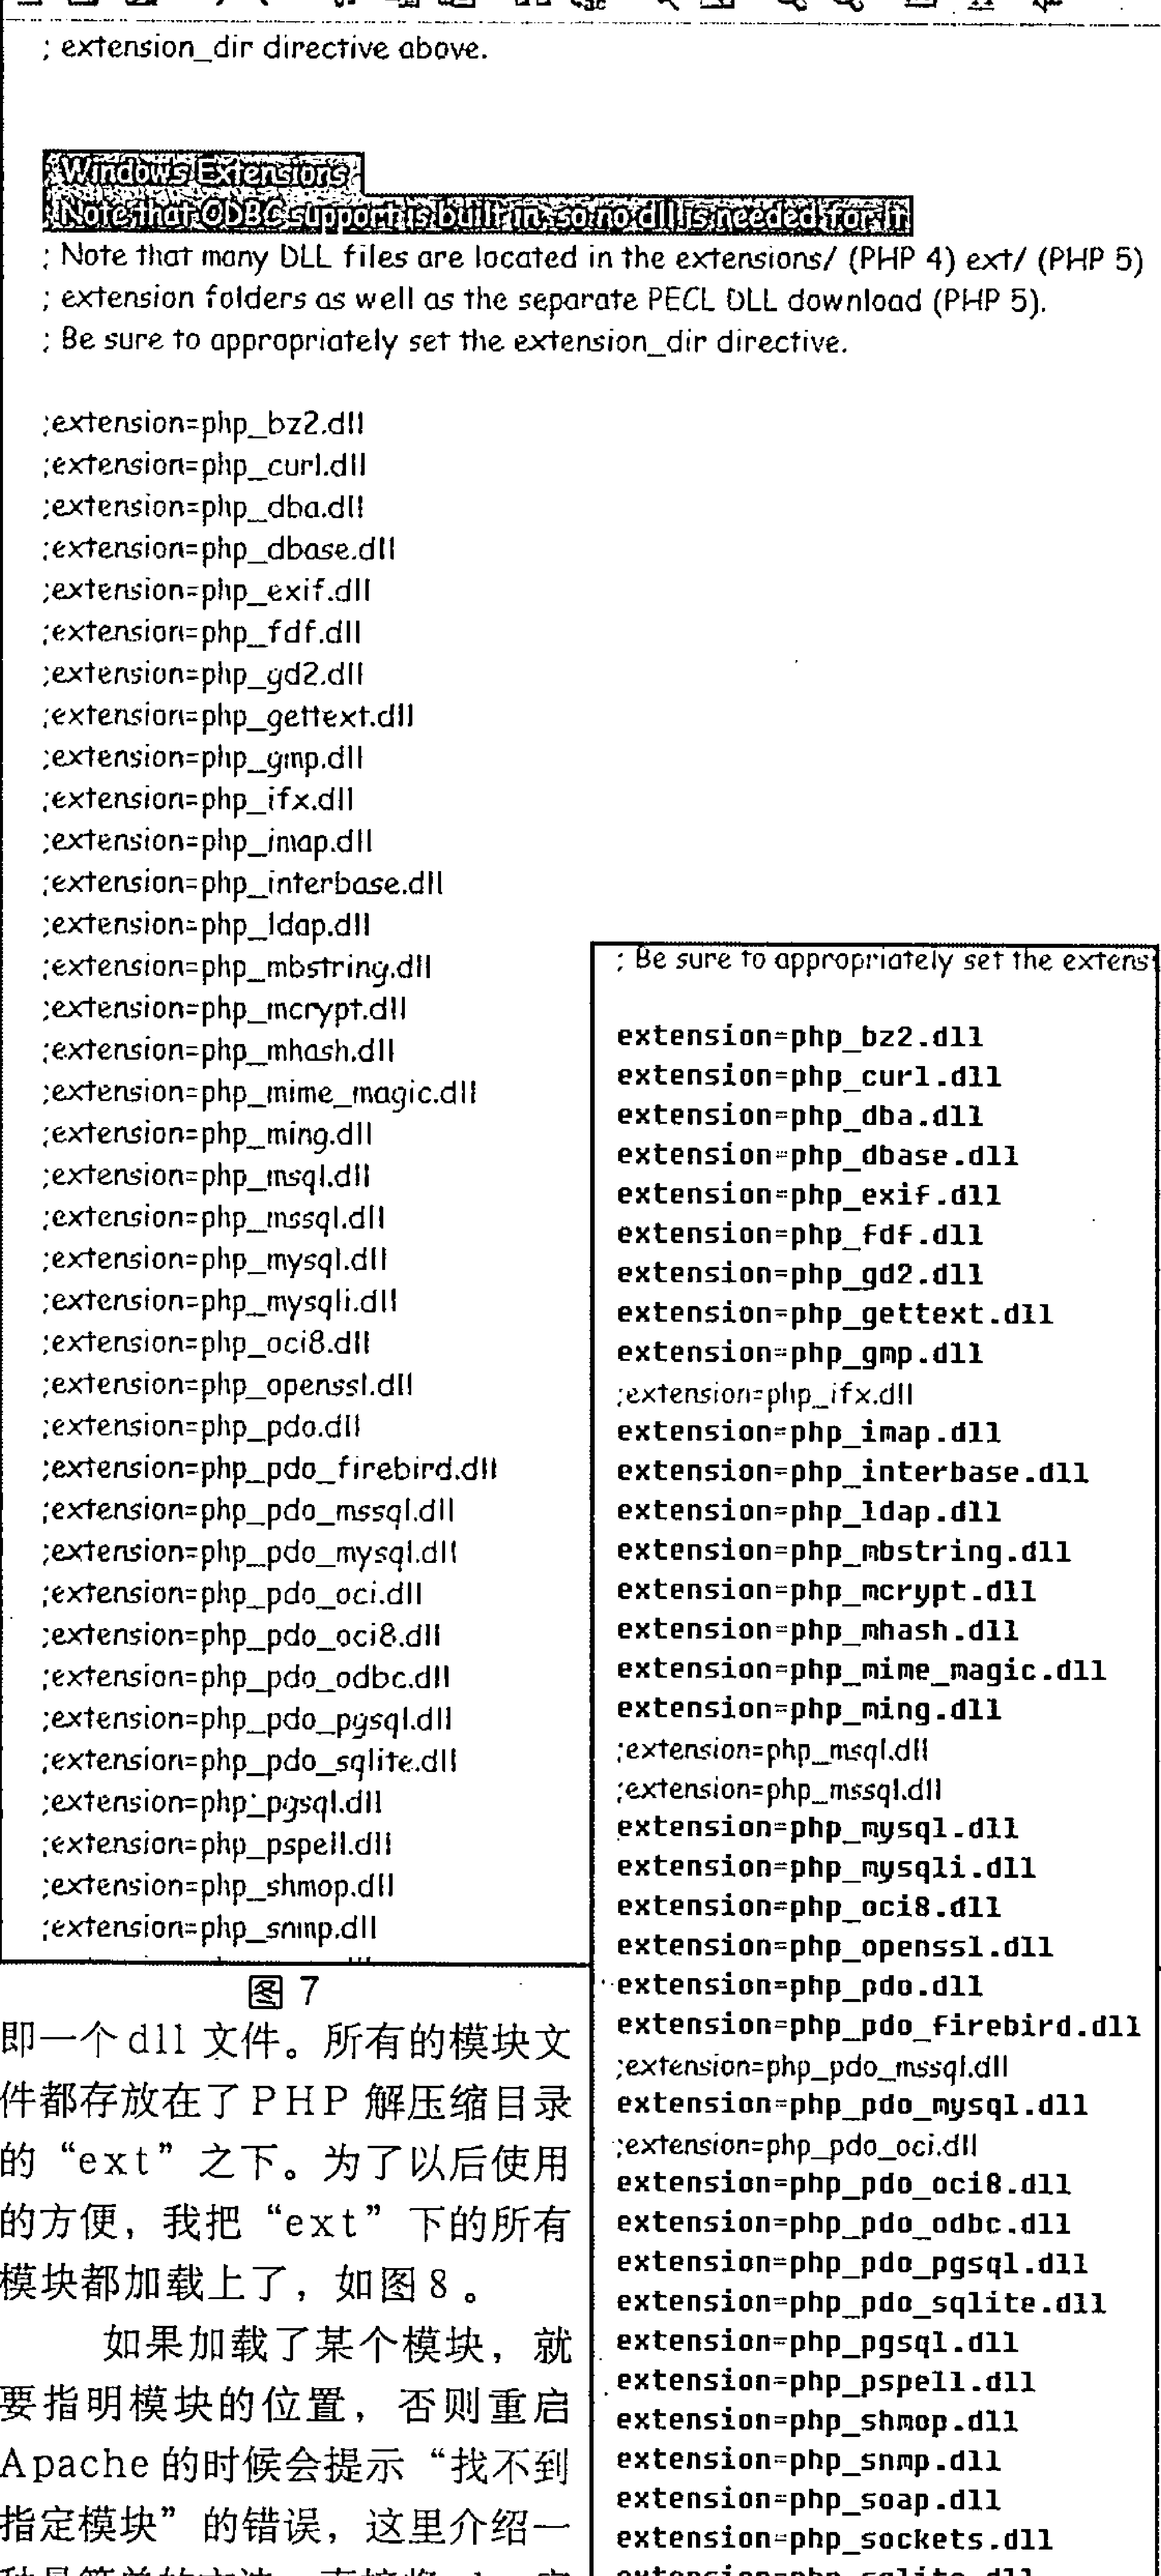 ; extension_dir directive above.
;Windows Extensions
;Note that ODBC support is built in, so no dll is needed for it
; Note that many DLL files are located in the extensions/ (PHP 4) ext/ (PHP 5)
; extension folders as well as the separate PECL DLL download (PHP 5).
; Be sure to appropriately set the extension_dir directive.
;extension=php_bz2.dll
;extension=php_curl.dll
;extension=php_dba.dll
;extension=php_dbase.dll
;extension=php_exif.dll
;extension=php_fdf.dll
;extension=php_gd2.dll
;extension=php_gettext.dll
;extension=php_gmp.dll
;extension=php_ifx.dll
;extension=php_imap.dll
;extension=php_interbase.dll
;extension=php_ldap.dll
;extension=php_mbstring.dll
;extension=php_mcrypt.dll
;extension=php_mhash.dll
;extension=php_mime_magic.dll
;extension=php_ming.dll
;extension=php_msql.dll
;extension=php_mssql.dll
;extension=php_mysql.dll
;extension=php_mysqli.dll
;extension=php_oci8.dll
;extension=php_openssl.dll
;extension=php_pdo.dll
;extension=php_pdo_firebird.dll
;extension=php_pdo_mssql.dll
;extension=php_pdo_mysql.dll
;extension=php_pdo_oci.dll
;extension=php_pdo_oci8.dll
;extension=php_pdo_odbc.dll
;extension=php_pdo_pgsql.dll
;extension=php_pdo_sqlite.dll
;extension=php_pgsql.dll
;extension=php_pspell.dll
;extension=php_shmop.dll
;extension=php_snmp.dll
图 7
即一个dll 文件。所有的模块文
件都存放在了PHP 解压缩目录
的“ext”之下。为了以后使用
的方便，我把“ext”下的所有
模块都加载上了，如图8。
如果加载了某个模块，就
要指明模块的位置，否则重启
Apache 的时候会提示“找不到
指定模块”的错误，这里介绍一
; Be sure to appropriately set the extens
extension=php_bz2.dll
extension=php_curl.dll
extension=php_dba.dll
extension=php_dbase.dll
extension=php_exif.dll
extension=php_fdf.dll
extension=php_gd2.dll
extension=php_gettext.dll
extension=php_gmp.dll
;extension=php_ifx.dll
extension=php_imap.dll
extension=php_interbase.dll
extension=php_ldap.dll
extension=php_mbstring.dll
extension=php_mcrypt.dll
extension=php_mhash.dll
extension=php_mime_magic.dll
extension=php_ming.dll
;extension=php_msql.dll
;extension=php_mssql.dll
extension=php_mysql.dll
extension=php_mysqli.dll
extension=php_oci8.dll
extension=php_openssl.dll
extension=php_pdo.dll
extension=php_pdo_firebird.dll
;extension=php_pdo_mssql.dll
extension=php_pdo_mysql.dll
;extension=php_pdo_oci.dll
extension=php_pdo_oci8.dll
extension=php_pdo_odbc.dll
extension=php_pdo_pgsql.dll
extension=php_pdo_sqlite.dll
extension=php_pgsql.dll
extension=php_pspell.dll
extension=php_shmop.dll
extension=php_snmp.dll
extension=php_soap.dll
extension=php_sockets.dll